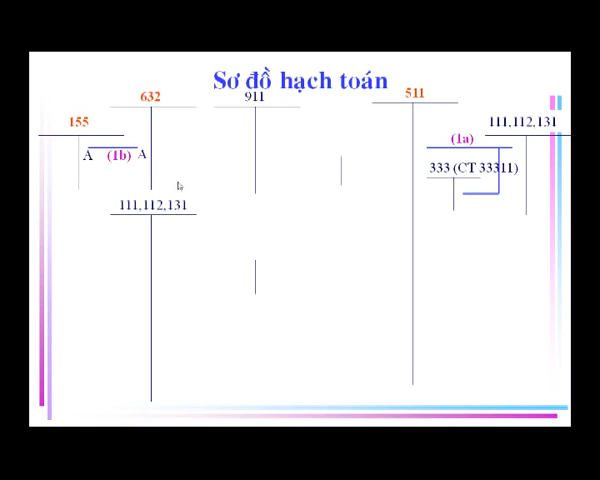 Sơ đồ hạch toán
632
911
511
155
111,112,131
A
(1b)
A
(1a)
333 (CT 33311)
111,112,131